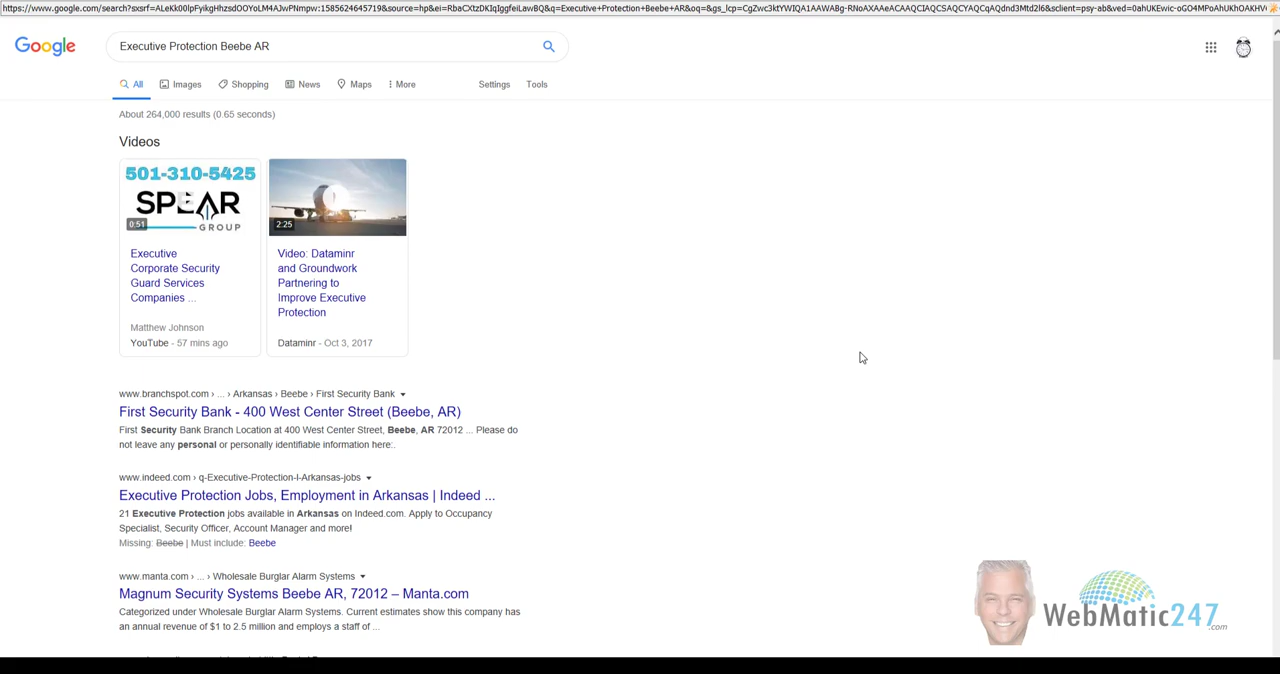 Google
Executive Protection Beebe AR
All Images Shopping News Maps More Settings Tools
About 264,000 results (0.65 seconds)
Videos
501-310-5425
SPEAR
GROUP
0:51
2:25
Executive
Corporate Security
Guard Services
Companies ...
Matthew Johnson
YouTube - 57 mins ago
Video: Dataminr
and Groundwork
Partnering to
Improve Executive
Protection
Dataminr - Oct 3, 2017
www.branchspot.com › ... › Arkansas › Beebe › First Security Bank
First Security Bank - 400 West Center Street (Beebe, AR)
First Security Bank Branch Location at 400 West Center Street, Beebe, AR 72012 ... Please do
not leave any personal or personally identifiable information here:.
www.indeed.com › q-Executive-Protection-l-Arkansas-jobs
Executive Protection Jobs, Employment in Arkansas | Indeed ...
21 Executive Protection jobs available in Arkansas on Indeed.com. Apply to Occupancy
Specialist, Security Officer, Account Manager and more!
Missing: Beebe | Must include: Beebe
www.manta.com › ... › Wholesale Burglar Alarm Systems
Magnum Security Systems Beebe AR, 72012 – Manta.com
Categorized under Wholesale Burglar Alarm Systems. Current estimates show this company has
an annual revenue of $1 to 2.5 million and employs a staff of ...
WebMatic247.com